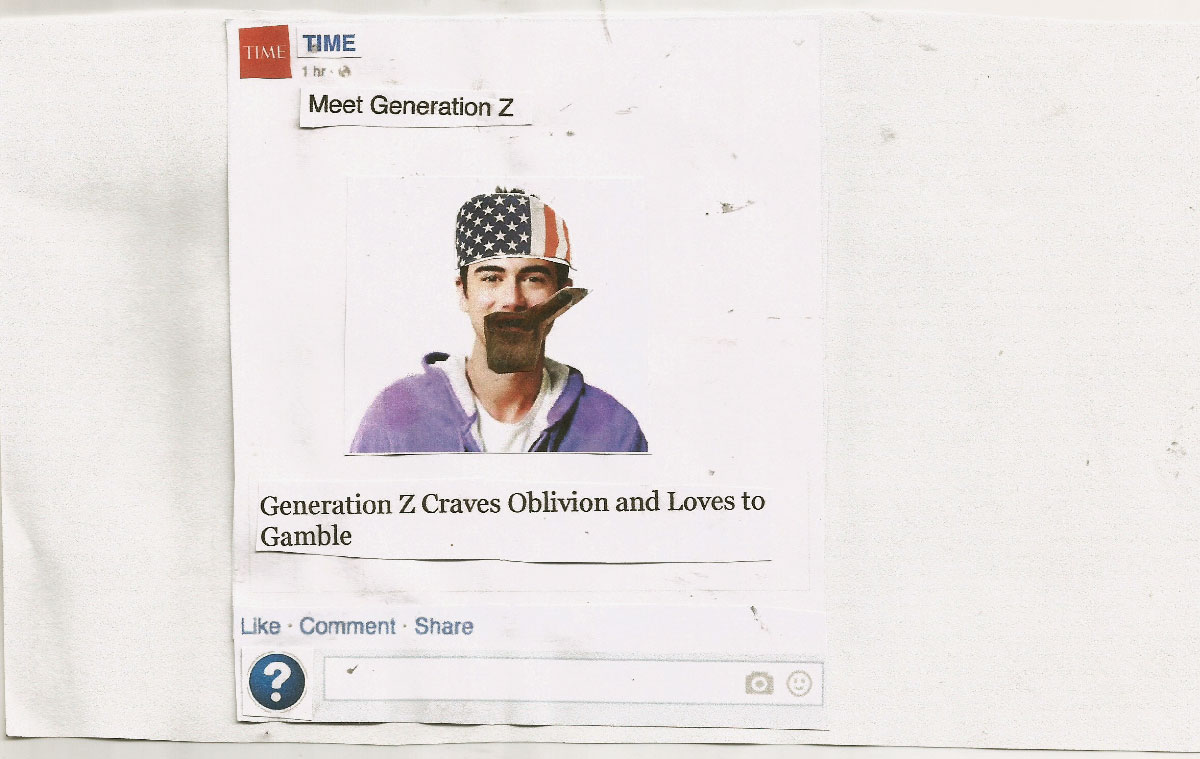 TIME
TIME
1 hr ·
Meet Generation Z
Generation Z Craves Oblivion and Loves to
Gamble
Like · Comment · Share
?